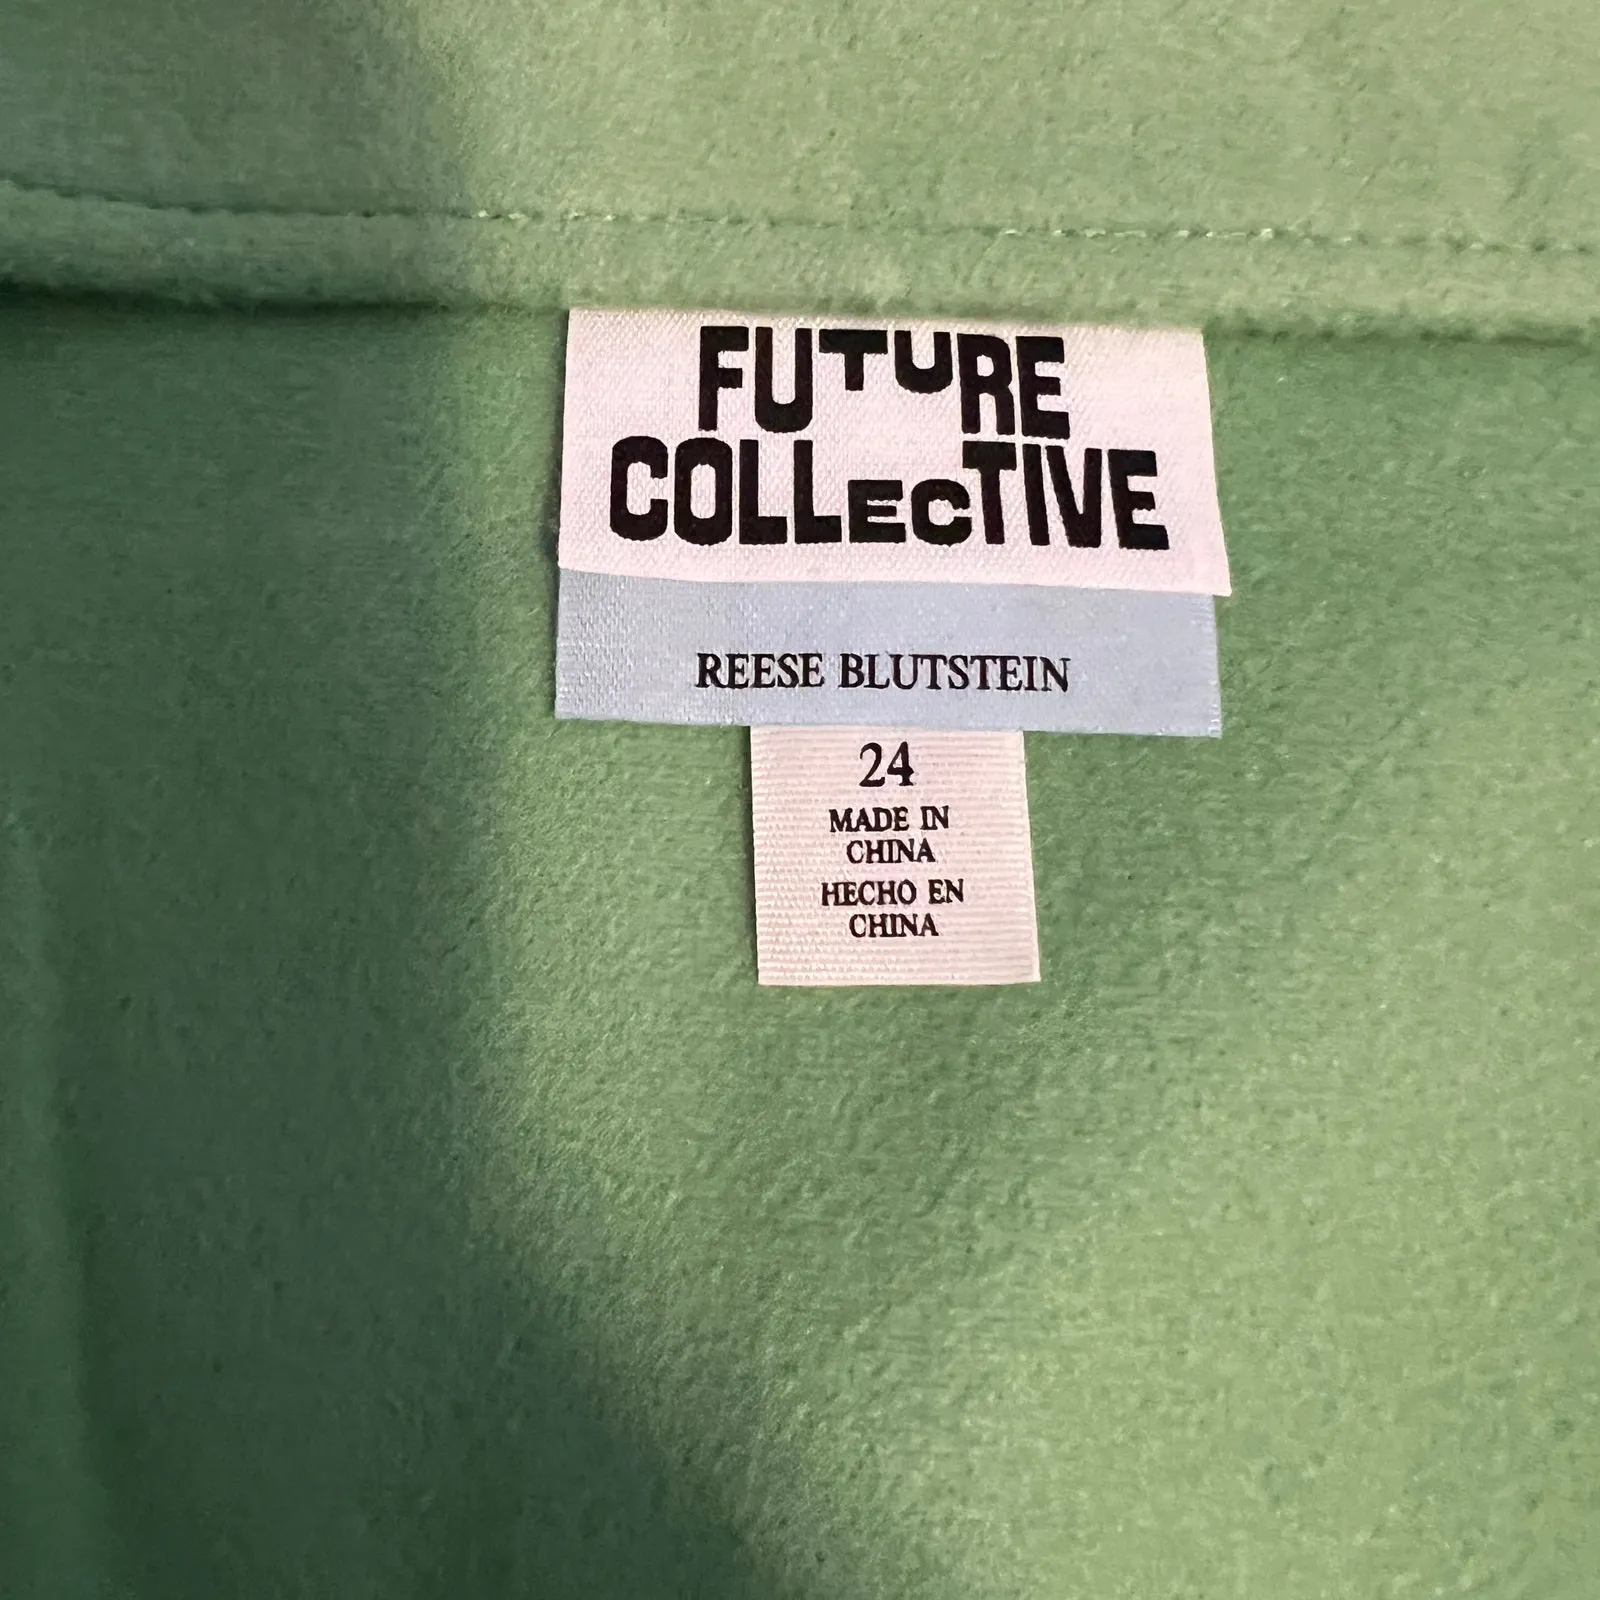 FUTURE
COLLECTIVE
REESE BLUTSTEIN
24
MADE IN
CHINA
HECHO EN
CHINA